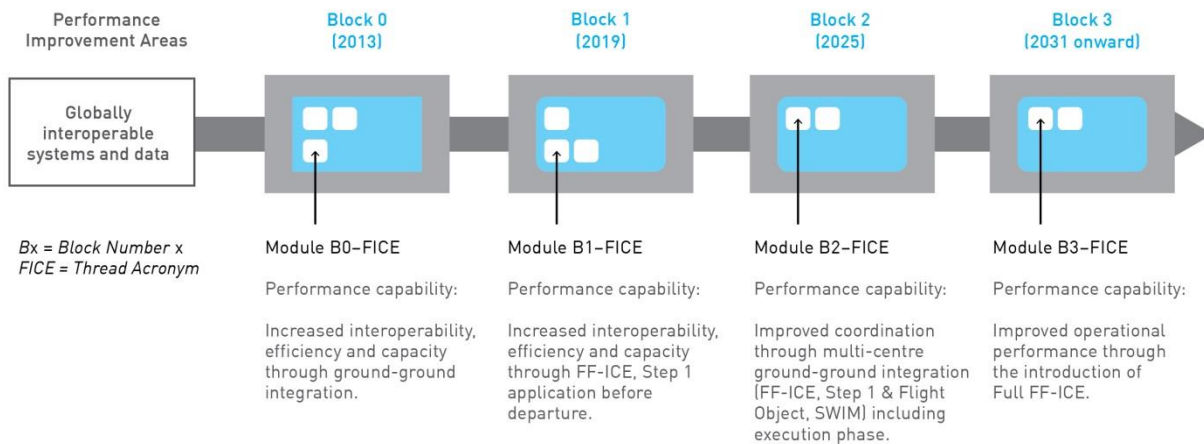 Performance
Improvement Areas
Block 0
(2013)
Block 1
(2019)
Block 2
(2025)
Block 3
(2031 onward)
Globally
interoperable
systems and data
Bx = Block Number x
FICE = Thread Acronym
Module B0–FICE
Performance capability:
Increased interoperability,
efficiency and capacity
through ground-ground
integration.
Module B1–FICE
Performance capability:
Increased interoperability,
efficiency and capacity
through FF-ICE, Step 1
application before
departure.
Module B2–FICE
Performance capability:
Improved coordination
through multi-centre
ground-ground integration
(FF-ICE, Step 1 & Flight
Object, SWIM) including
execution phase.
Module B3–FICE
Performance capability:
Improved operational
performance through
the introduction of
Full FF-ICE.